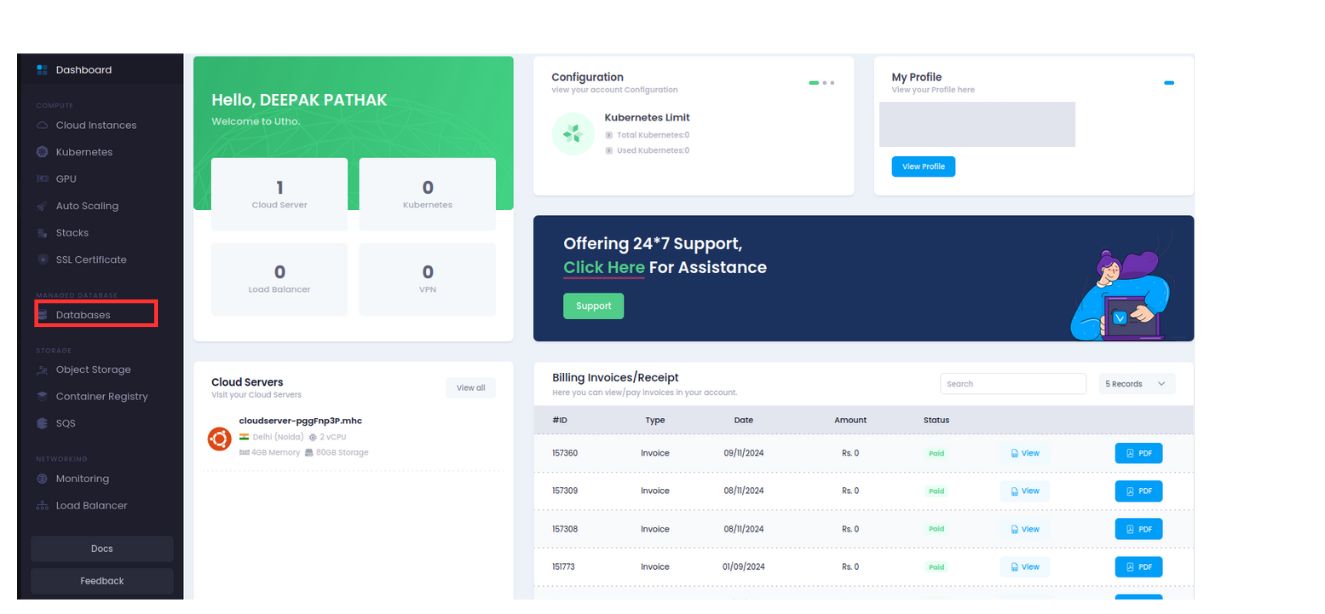 Dashboard
COMPUTE
Cloud Instances
Kubernetes
GPU
Auto Scaling
Stacks
SSL Certificate
MANAGED DATABASE
Databases
STORAGE
Object Storage
Container Registry
SQS
NETWORKING
Monitoring
Load Balancer
Docs
Feedback
Hello, DEEPAK PATHAK
Welcome to Utho.
1
Cloud Server
0
Kubernetes
0
Load Balancer
0
VPN
Configuration
view your account Configuration
Kubernetes Limit
Total Kubernetes:0
Used Kubernetes:0
My Profile
View your Profile here
View Profile
Offering 24*7 Support,
Click Here For Assistance
Support
Cloud Servers
Visit your Cloud Servers
View all
cloudserver-pggFnp3P.mhc
Delhi (Noida) 2 vCPU
4GB Memory 80GB Storage
Billing Invoices/Receipt
Here you can view/pay invoices in your account.
Search
5 Records
#ID Type Date Amount Status
157360 Invoice 09/11/2024 Rs. 0 Paid View PDF
157309 Invoice 08/11/2024 Rs. 0 Paid View PDF
157308 Invoice 08/11/2024 Rs. 0 Paid View PDF
151773 Invoice 01/09/2024 Rs. 0 Paid View PDF